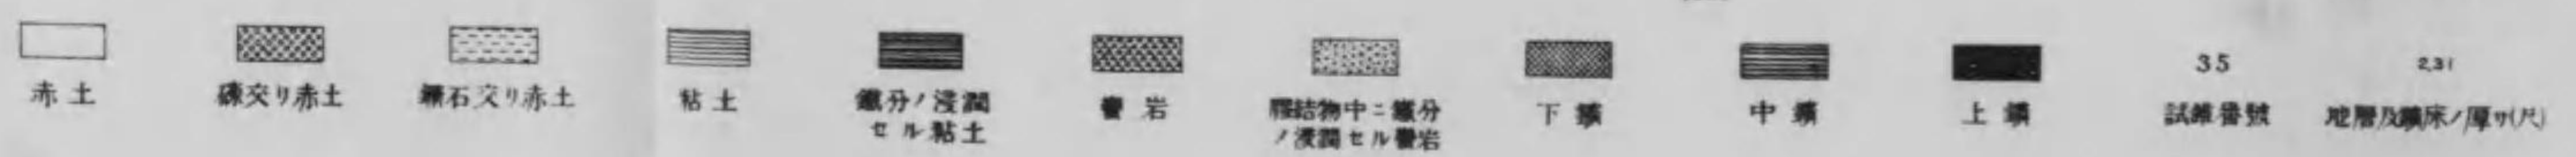 35
2,31
赤土
礫交リ赤土
鑛石交リ赤土
粘土
鐵分ノ浸潤
セル粘土
蠻岩
膠結物中ニ鐵分
ノ浸潤セル蠻岩
下鑛
中鑛
上鑛
試錐番號
地層及鑛床ノ厚サ(尺)